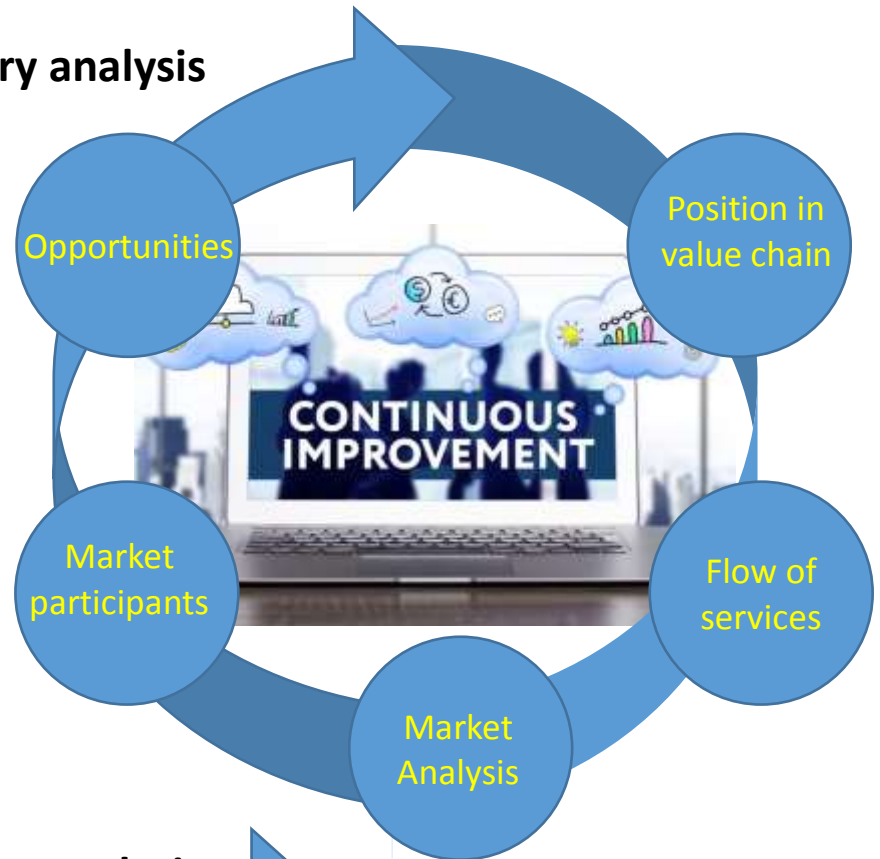 ry analysis
Opportunities
Position in
value chain
CONTINUOUS
IMPROVEMENT
Market
participants
Flow of
services
Market
Analysis